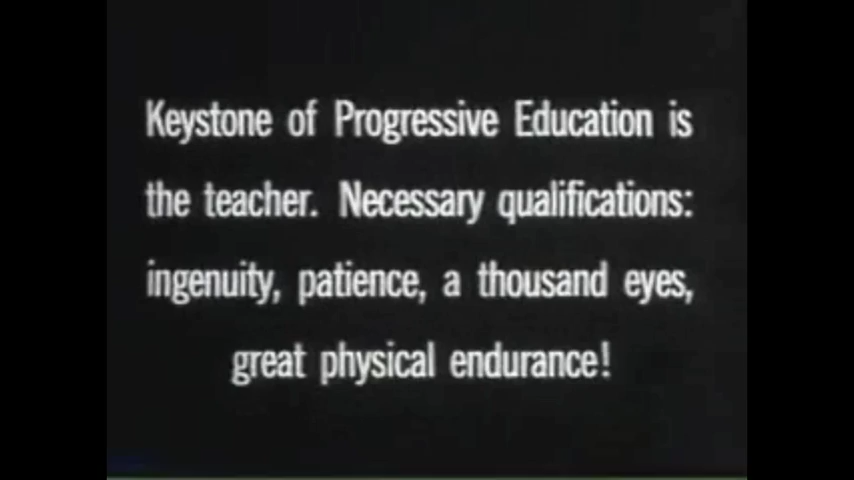 Keystone of Progressive Education is
the teacher. Necessary qualifications:
ingenuity, patience, a thousand eyes,
great physical endurance!